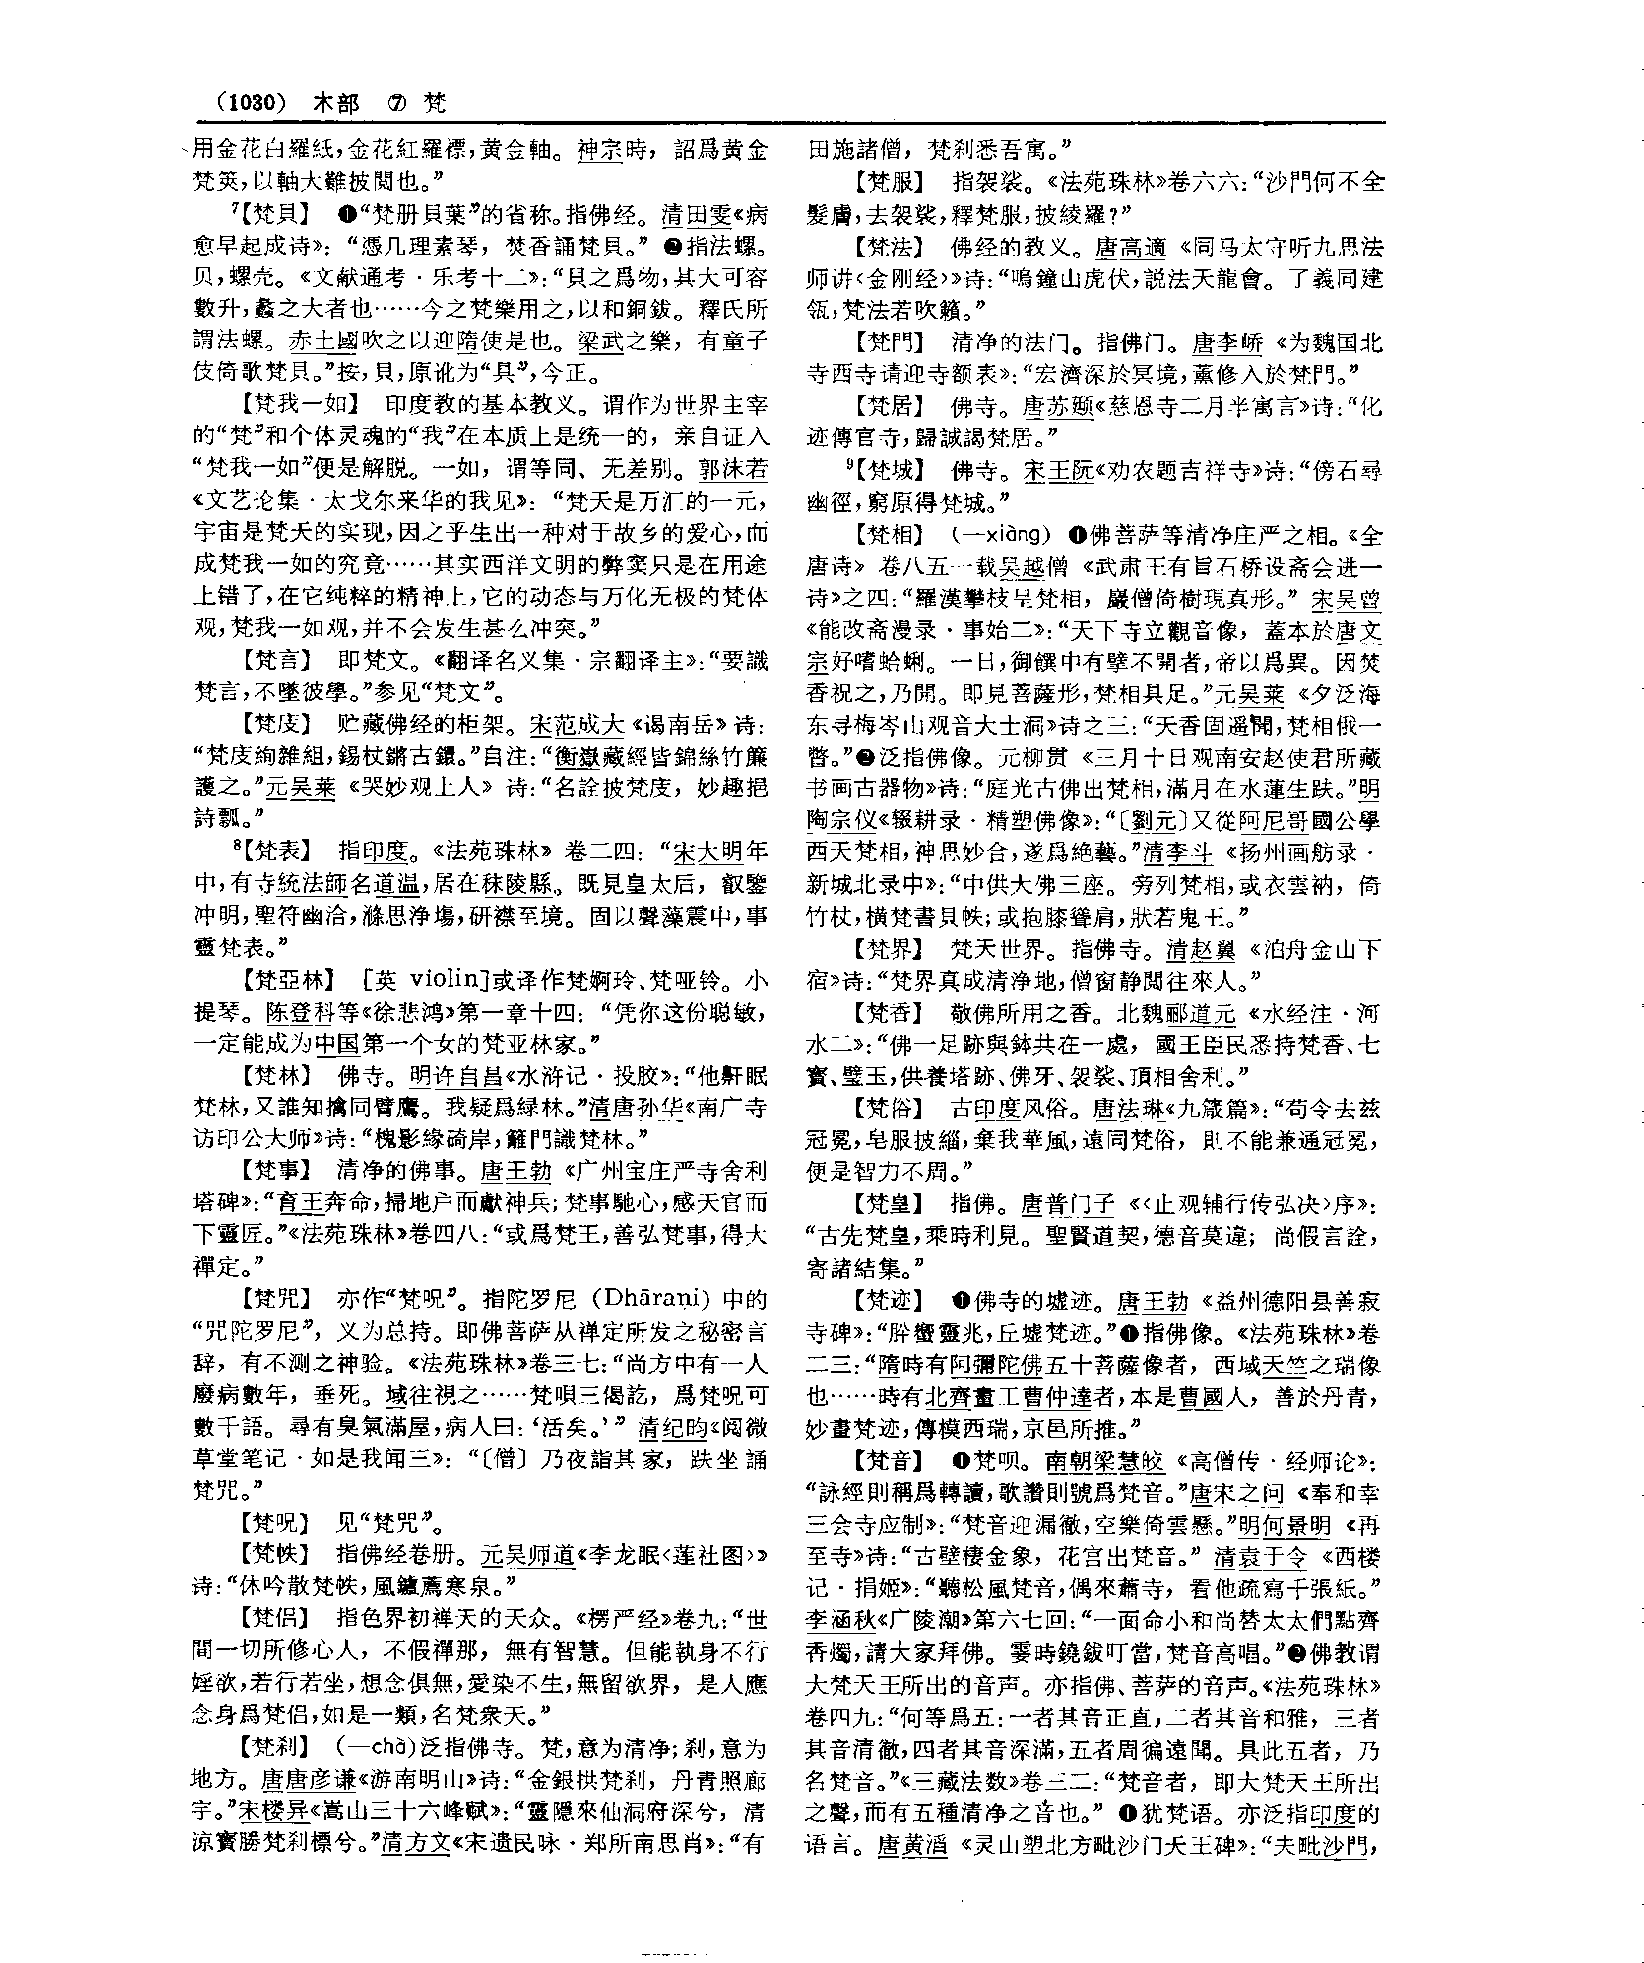 （1030） 木部 ⑦ 梵
用金花白羅紙，金花紅羅褾，黄金軸。神宗時，詔爲黄金
梵筴，以軸大難披閲也。”
7【梵貝】 ❶“梵册貝葉”的省称。指佛经。清田雯《病
愈早起成诗》：“憑几理素琴，焚香誦梵貝。” ❷指法螺。
贝，螺壳。《文献通考·乐考十二》：“貝之爲物，其大可容
數升，蠡之大者也……今之梵樂用之，以和銅鈸。釋氏所
謂法螺。赤土國吹之以迎隋使是也。梁武之樂，有童子
伎倚歌梵貝。”按，貝，原讹为“具”，今正。
【梵我一如】 印度教的基本教义。谓作为世界主宰
的“梵”和个体灵魂的“我”在本质上是统一的，亲自证入
“梵我一如”便是解脱。一如，谓等同、无差别。郭沫若
《文艺论集·太戈尔来华的我见》：“梵天是万汇的一元，
宇宙是梵天的实现，因之乎生出一种对于故乡的爱心，而
成梵我一如的究竟……其实西洋文明的弊窦只是在用途
上错了，在它纯粹的精神上，它的动态与万化无极的梵体
观，梵我一如观，并不会发生甚么冲突。”
【梵言】 即梵文。《翻译名义集·宗翻译主》：“要識
梵言，不墜彼學。”参见“梵文”。
【梵庋】 贮藏佛经的柜架。宋范成大《谒南岳》诗：
“梵庋絢雜組，錫杖鏘古鐶。”自注：“衡嶽藏經皆錦絲竹簾
護之。”元吴莱《哭妙观上人》诗：“名詮披梵庋，妙趣挹
詩瓢。”
8【梵表】 指印度。《法苑珠林》卷二四：“宋大明年
中，有寺統法師名道温，居在秣陵縣。既見皇太后，叡鑒
冲明，聖符幽洽，滌思浄塲，研襟至境。固以聲藻震中，事
靈梵表。”
【梵亞林】 [英 violin]或译作梵婀玲、梵哑铃。小
提琴。陈登科等《徐悲鸿》第一章十四：“凭你这份聪敏，
一定能成为中国第一个女的梵亚林家。”
【梵林】 佛寺。明许自昌《水浒记·投胶》：“他鼾眠
梵林，又誰知擒同臂鷹。我疑爲緑林。”清唐孙华《南广寺
访印公大师》诗：“槐影緣碕岸，籬門識梵林。”
【梵事】 清净的佛事。唐王勃《广州宝庄严寺舍利
塔碑》：“育王奔命，掃地户而獻神兵；梵事馳心，感天官而
下靈匠。”《法苑珠林》卷四八：“或爲梵王，善弘梵事，得大
禪定。”
【梵咒】 亦作“梵呪”。指陀罗尼（Dhāraṇi）中的
“咒陀罗尼”，义为总持。即佛菩萨从禅定所发之秘密言
辞，有不测之神验。《法苑珠林》卷三七：“尚方中有一人
廢病數年，垂死。域往視之……梵唄三偈訖，爲梵呪可
數千語。尋有臭氣滿屋，病人曰：‘活矣。’” 清纪昀《阅微
草堂笔记·如是我闻三》：“〔僧〕乃夜詣其家，趺坐誦
梵咒。”
【梵呪】 见“梵咒”。
【梵帙】 指佛经卷册。元吴师道《李龙眠〈莲社图〉》
诗：“休吟散梵帙，風鑪薦寒泉。”
【梵侣】 指色界初禅天的天众。《楞严经》卷九：“世
間一切所修心人，不假禪那，無有智慧。但能執身不行
婬欲，若行若坐，想念俱無，愛染不生，無留欲界，是人應
念身爲梵侣，如是一類，名梵衆天。”
【梵刹】 （—chà）泛指佛寺。梵，意为清净；刹，意为
地方。唐唐彦谦《游南明山》诗：“金銀拱梵刹，丹青照廊
宇。”宋楼异《嵩山三十六峰赋》：“靈隱來仙洞府深兮，清
涼寳勝梵刹標兮。”清方文《宋遗民咏·郑所南思肖》：“有
田施諸僧，梵刹悉吾寓。”
【梵服】 指袈裟。《法苑珠林》卷六六：“沙門何不全
髮膚，去袈裟，釋梵服，披綾羅？”
【梵法】 佛经的教义。唐高適《同马太守听九思法
师讲〈金刚经〉》诗：“鳴鐘山虎伏，説法天龍會。了義同建
瓴，梵法若吹籟。”
【梵門】 清净的法门。指佛门。唐李峤《为魏国北
寺西寺请迎寺额表》：“宏濟深於冥境，薰修入於梵門。”
【梵居】 佛寺。唐苏颋《慈恩寺二月半寓言》诗：“化
迹傳官寺，歸誠謁梵居。”
9【梵城】 佛寺。宋王阮《劝农题吉祥寺》诗：“傍石尋
幽徑，窮原得梵城。”
【梵相】 （—xiàng）❶佛菩萨等清净庄严之相。《全
唐诗》卷八五一载吴越僧《武肃王有旨石桥设斋会进一
诗》之四：“羅漢攀枝呈梵相，巖僧倚樹現真形。” 宋吴曾
《能改斋漫录·事始二》：“天下寺立觀音像，蓋本於唐文
宗好嗜蛤蜊。一日，御饌中有擘不開者，帝以爲異。因焚
香祝之，乃開。即見菩薩形，梵相具足。”元吴莱《夕泛海
东寻梅岑山观音大士洞》诗之三：“天香固遥聞，梵相俄一
瞥。”❷泛指佛像。元柳贯《三月十日观南安赵使君所藏
书画古器物》诗：“庭光古佛出梵相，滿月在水蓮生趺。”明
陶宗仪《辍耕录·精塑佛像》：“〔劉元〕又從阿尼哥國公學
西天梵相，神思妙合，遂爲絶藝。”清李斗《扬州画舫录·
新城北录中》：“中供大佛三座。旁列梵相，或衣雲衲，倚
竹杖，横梵書貝帙；或抱膝聳肩，狀若鬼王。”
【梵界】 梵天世界。指佛寺。清赵翼《泊舟金山下
宿》诗：“梵界真成清浄地，僧窗静閲往來人。”
【梵香】 敬佛所用之香。北魏郦道元《水经注·河
水二》：“佛一足跡與鉢共在一處，國王臣民悉持梵香、七
寳、璧玉，供養塔跡、佛牙、袈裟、頂相舍利。”
【梵俗】 古印度风俗。唐法琳《九箴篇》：“苟令去兹
冠冕，皂服披緇，棄我華風，遠同梵俗，則不能兼通冠冕，
便是智力不周。”
【梵皇】 指佛。唐普门子《〈止观辅行传弘决〉序》：
“古先梵皇，乘時利見。聖賢道契，德音莫違；尚假言詮，
寄諸結集。”
【梵迹】 ❶佛寺的墟迹。唐王勃《益州德阳县善寂
寺碑》：“肸蠁靈兆，丘墟梵迹。”❶指佛像。《法苑珠林》卷
二三：“隋時有阿彌陀佛五十菩薩像者，西域天竺之瑞像
也……時有北齊畫工曹仲達者，本是曹國人，善於丹青，
妙畫梵迹，傳模西瑞，京邑所推。”
【梵音】 ❶梵呗。南朝梁慧皎《高僧传·经师论》：
“詠經則稱爲轉讀，歌讚則號爲梵音。”唐宋之问《奉和幸
三会寺应制》：“梵音迎漏徹，空樂倚雲懸。”明何景明《再
至寺》诗：“古壁棲金象，花宫出梵音。” 清袁于令《西楼
记·捐姬》：“聽松風梵音，偶來蕭寺，看他疏寫千張紙。”
李涵秋《广陵潮》第六七回：“一面命小和尚替太太們點齊
香燭，請大家拜佛。霎時鐃鈸叮當，梵音高唱。”❷佛教谓
大梵天王所出的音声。亦指佛、菩萨的音声。《法苑珠林》
卷四九：“何等爲五：一者其音正直，二者其音和雅，三者
其音清徹，四者其音深滿，五者周徧遠聞。具此五者，乃
名梵音。”《三藏法数》卷三二：“梵音者，即大梵天王所出
之聲，而有五種清浄之音也。” ❶犹梵语。亦泛指印度的
语言。唐黄滔《灵山塑北方毗沙门天王碑》：“夫毗沙門，